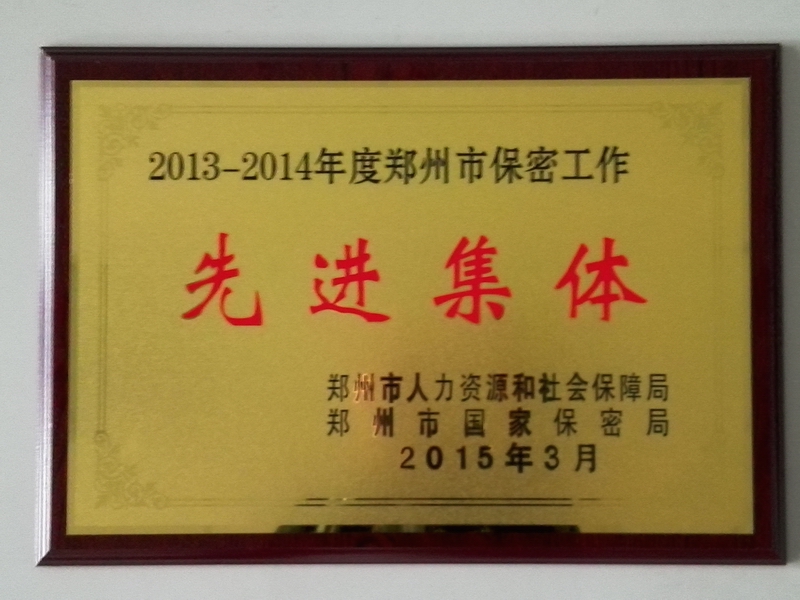 2013-2014年度郑州市保密工作
先进集体
郑州市人力资源和社会保障局
郑州市国家保密局
2015年3月